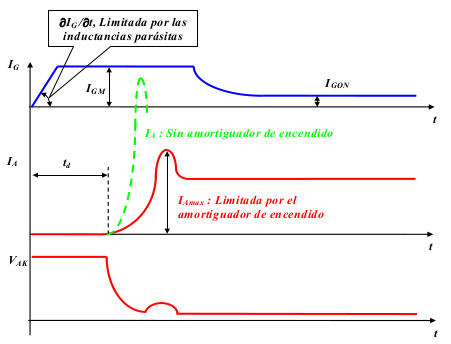 ∂I_G/∂t, Limitada por las
inductancias parásitas
I_G
I_GM
I_GON
t
I_A : Sin amortiguador de encendido
I_A
t_d
I_Amax : Limitada por el
amortiguador de encendido
t
V_AK
t